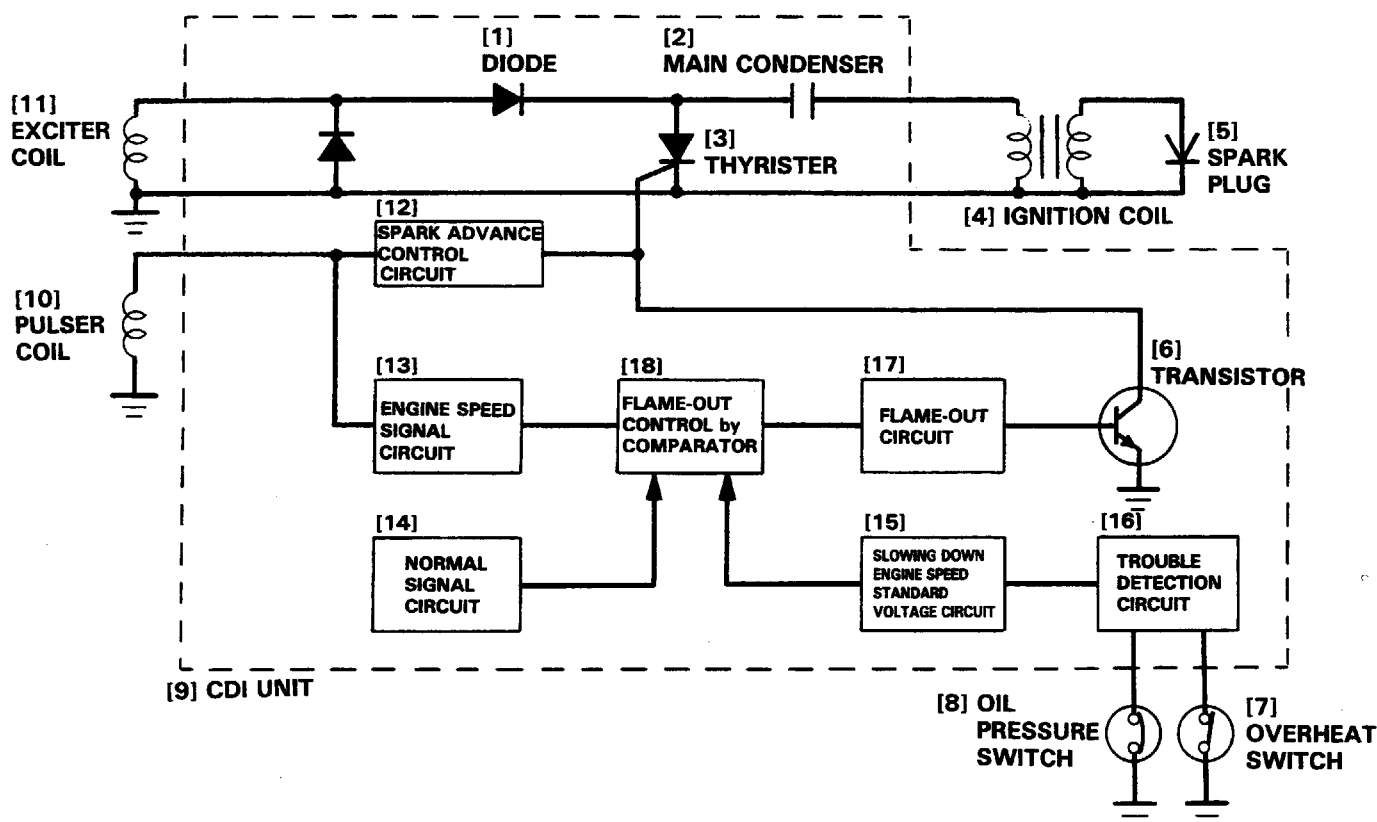 [1]
DIODE
[2]
MAIN CONDENSER
[11]
EXCITER
COIL
[3]
THYRISTER
[5]
SPARK
PLUG
[4] IGNITION COIL
[12]
SPARK ADVANCE
CONTROL
CIRCUIT
[10]
PULSER
COIL
[13]
ENGINE SPEED
SIGNAL
CIRCUIT
[18]
FLAME-OUT
CONTROL by
COMPARATOR
[17]
FLAME-OUT
CIRCUIT
[6]
TRANSISTOR
[14]
NORMAL
SIGNAL
CIRCUIT
[15]
SLOWING DOWN
ENGINE SPEED
STANDARD
VOLTAGE CIRCUIT
[16]
TROUBLE
DETECTION
CIRCUIT
[9] CDI UNIT
[8] OIL
PRESSURE
SWITCH
[7]
OVERHEAT
SWITCH